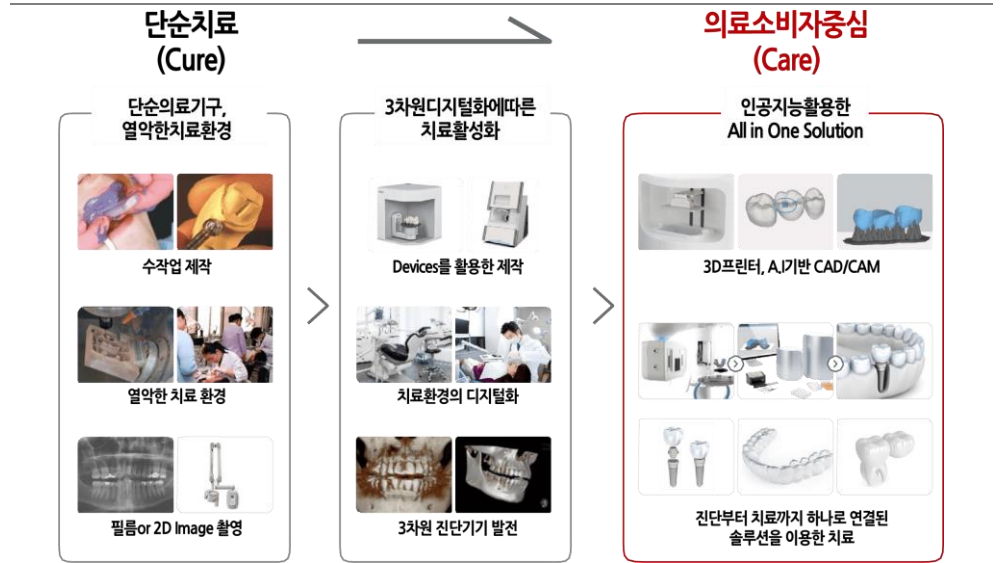 단순치료
(Cure)
의료소비자중심
(Care)
단순의료기구,
열악한치료환경
수작업 제작
열악한 치료 환경
필름or 2D Image 촬영
3차원디지털화에따른
치료활성화
Devices를 활용한 제작
치료환경의 디지털화
3차원 진단기기 발전
인공지능활용한
All in One Solution
3D프린터, A.I기반 CAD/CAM
진단부터 치료까지 하나로 연결된
솔루션을 이용한 치료